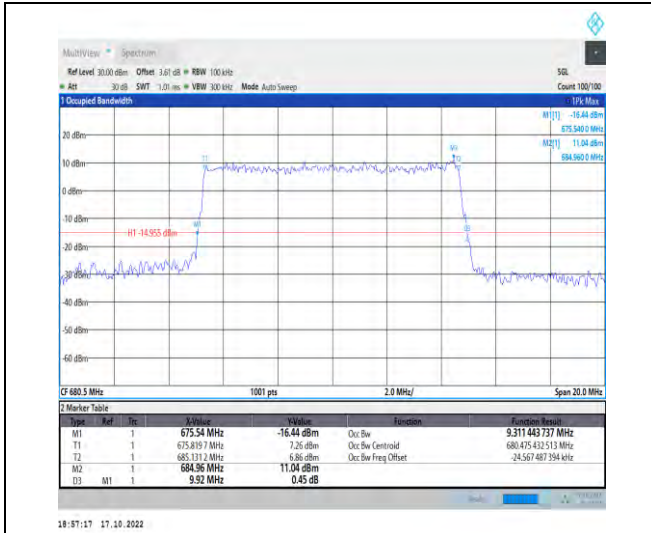 MultiView Spectrum
Ref Level 30.00 dBm Offset 3.61 dB RBW 100 kHz SGL
Att 30 dB SWT 1.01 ms VBW 300 kHz Mode Auto Sweep Count 100/100
1 Occupied Bandwidth 1Pk Max
M1[1] -16.44 dBm
675.5400 MHz
M2[1] 11.04 dBm
684.9600 MHz
20 dBm
M2
T1 T2
10 dBm
0 dBm
-10 dBm
M1
H1 -14.955 dBm
D3
-20 dBm
-30 dBm
-40 dBm
-50 dBm
-60 dBm
CF 680.5 MHz 1001 pts 2.0 MHz/ Span 20.0 MHz
2 Marker Table
Type Ref Trc X-Value Y-Value Function Function Result
M1 1 675.54 MHz -16.44 dBm Occ Bw 9.311 443 737 MHz
T1 1 675.819 7 MHz 7.26 dBm Occ Bw Centroid 680.475 432 513 MHz
T2 1 685.131 2 MHz 6.86 dBm Occ Bw Freq Offset -24.567 487 394 kHz
M2 1 684.96 MHz 11.04 dBm
D3 M1 1 9.92 MHz 0.45 dB
18:57:17 17.10.2022